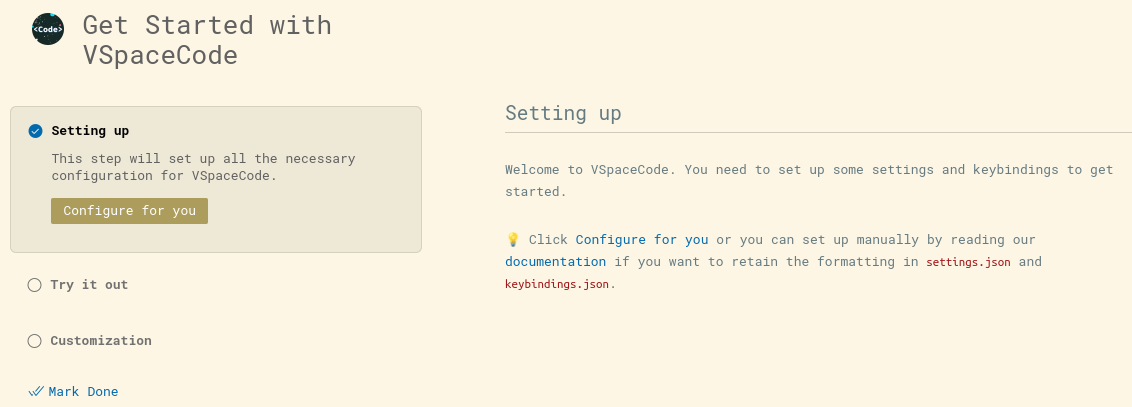 <Code>
Get Started with
VSpaceCode
Setting up
This step will set up all the necessary
configuration for VSpaceCode.
Configure for you
Try it out
Customization
Mark Done
Setting up
Welcome to VSpaceCode. You need to set up some settings and keybindings to get
started.
💡 Click Configure for you or you can set up manually by reading our
documentation if you want to retain the formatting in settings.json and
keybindings.json.